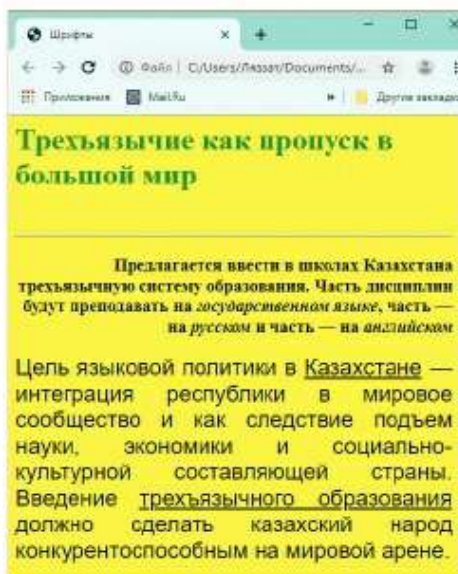 Шрифты
Файл | C:/Users/Ляззат/Documents/...
Приложения Mail.Ru » Другие закладки
Трехъязычие как пропуск в
большой мир
Предлагается ввести в школах Казахстана
трехъязычную систему образования. Часть дисциплин
будут преподавать на государственном языке, часть —
на русском и часть — на английском
Цель языковой политики в Казахстане —
интеграция республики в мировое
сообщество и как следствие подъем
науки, экономики и социально-
культурной составляющей страны.
Введение трехъязычного образования
должно сделать казахский народ
конкурентоспособным на мировой арене.